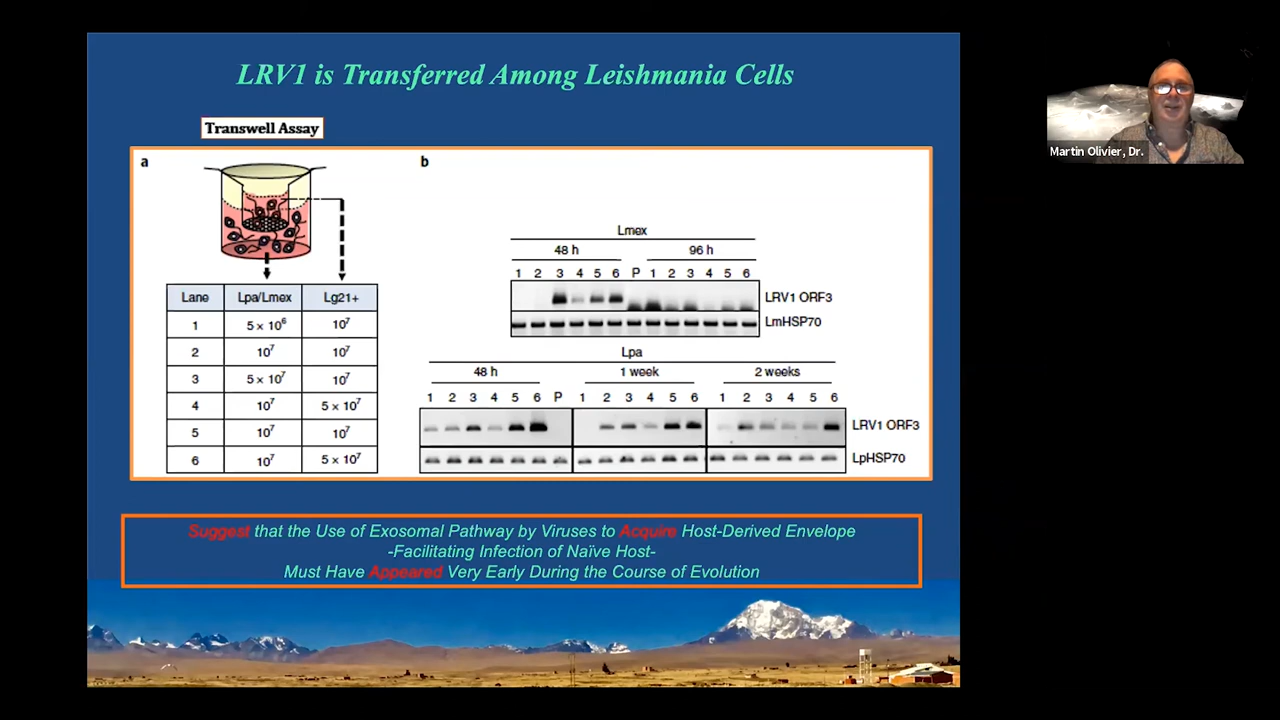 LRV1 is Transferred Among Leishmania Cells
Transwell Assay
a
Lane Lpa/Lmex Lg21+
1 5 × 10⁶ 10⁷
2 10⁷ 10⁷
3 5 × 10⁷ 10⁷
4 10⁷ 5 × 10⁷
5 10⁷ 10⁷
6 10⁷ 5 × 10⁷
b
Lmex
48 h 96 h
1 2 3 4 5 6 P 1 2 3 4 5 6
LRV1 ORF3
LmHSP70
Lpa
48 h 1 week 2 weeks
1 2 3 4 5 6 P 1 2 3 4 5 6 1 2 3 4 5 6
LRV1 ORF3
LpHSP70
Suggest that the Use of Exosomal Pathway by Viruses to Acquire Host-Derived Envelope
-Facilitating Infection of Naïve Host-
Must Have Appeared Very Early During the Course of Evolution
Martin Olivier, Dr.